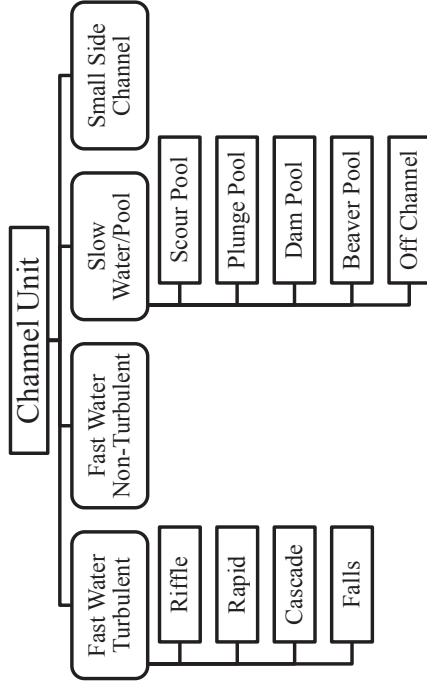 Channel Unit
Fast Water
Turbulent
Riffle
Rapid
Cascade
Falls
Fast Water
Non-Turbulent
Slow
Water/Pool
Scour Pool
Plunge Pool
Dam Pool
Beaver Pool
Off Channel
Small Side
Channel